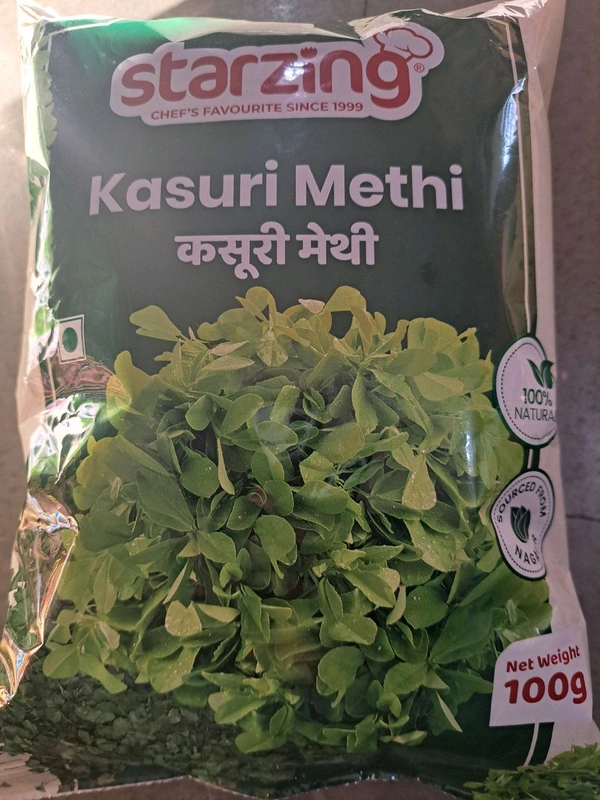 starzing®
CHEF'S FAVOURITE SINCE 1999
Kasuri Methi
कसूरी मेथी
100%
NATURAL
SOURCED FROM
Net Weight
100g